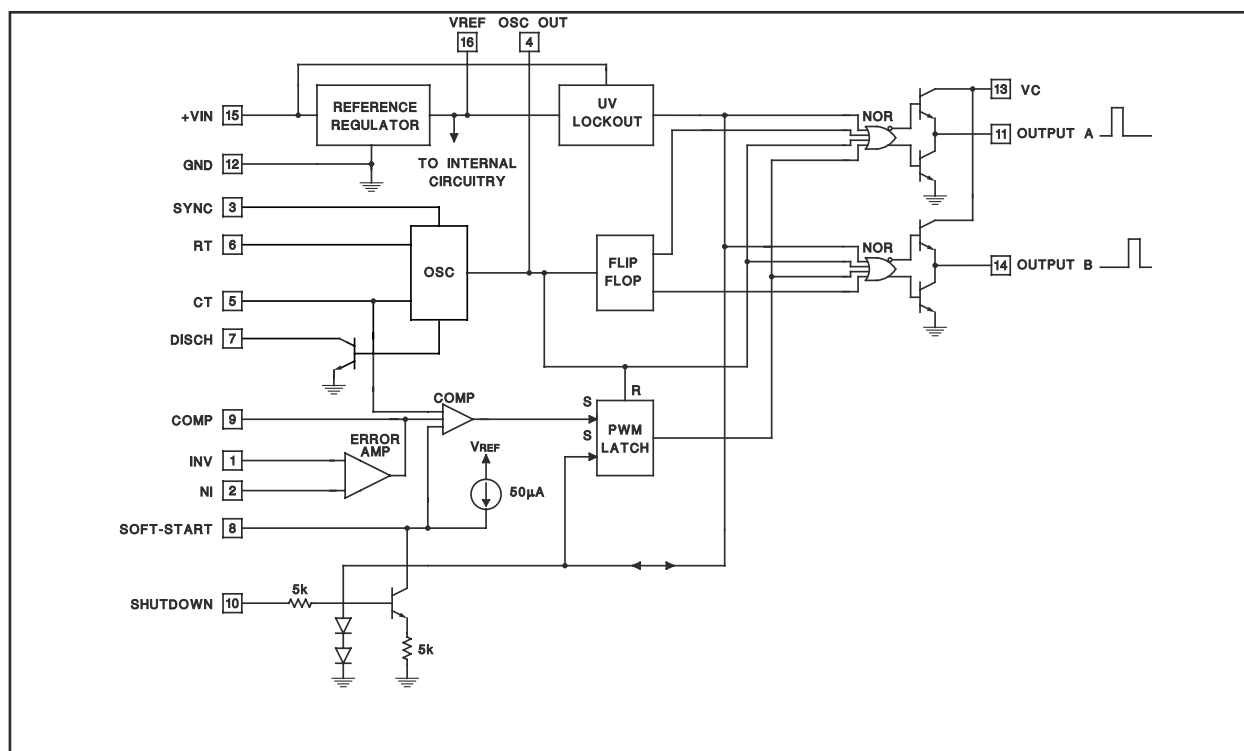 VREF OSC OUT
16 4
+VIN 15
REFERENCE
REGULATOR
UV
LOCKOUT
13 VC
NOR
11 OUTPUT A
GND 12
TO INTERNAL
CIRCUITRY
SYNC 3
RT 6
OSC
FLIP
FLOP
NOR
14 OUTPUT B
CT 5
DISCH 7
COMP
R
S
COMP 9
S
PWM
LATCH
ERROR
AMP
VREF
INV 1
50µA
NI 2
SOFT-START 8
5k
SHUTDOWN 10
5k